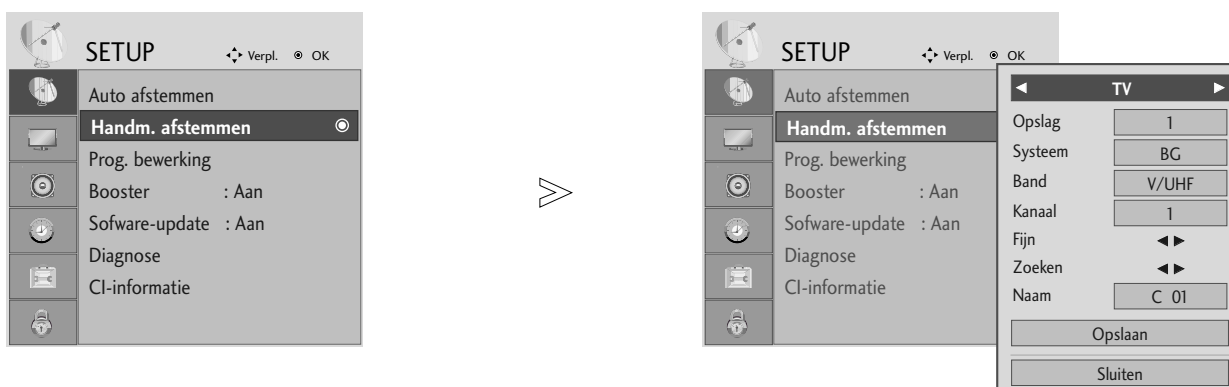 SETUP Verpl. OK
Auto afstemmen
Handm. afstemmen
Prog. bewerking
Booster : Aan
Sofware-update : Aan
Diagnose
CI-informatie
SETUP Verpl. OK
Auto afstemmen
Handm. afstemmen
Prog. bewerking
Booster : Aan
Sofware-update : Aan
Diagnose
CI-informatie
TV
Opslag 1
Systeem BG
Band V/UHF
Kanaal 1
Fijn
Zoeken
Naam C 01
Opslaan
Sluiten